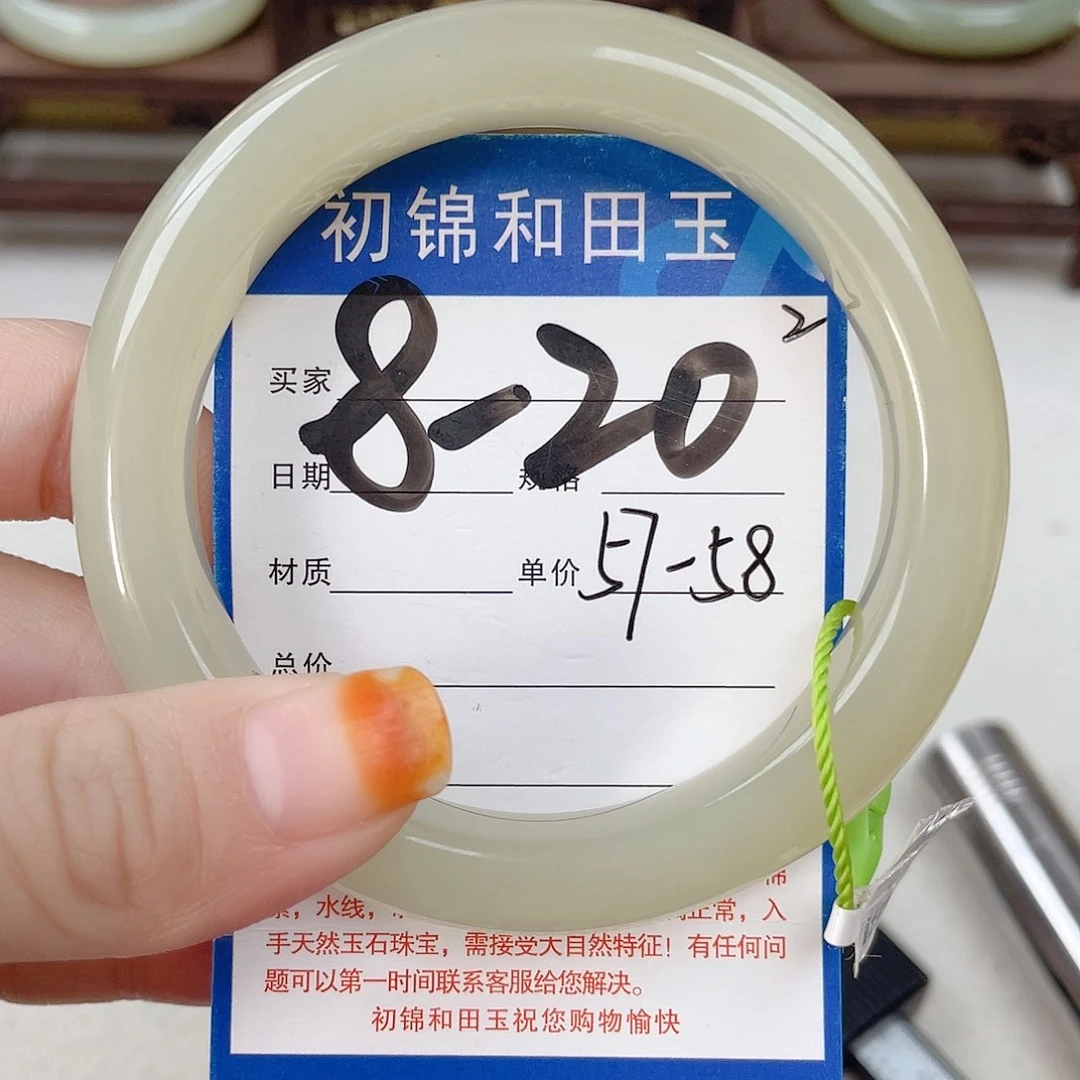 初锦和田玉
2
8-20
买家
日期 规格
材质 单价 57-58
总价
水线, 正常, 入
手天然玉石珠宝, 需接受大自然特征! 有任何问
题可以第一时间联系客服给您解决。
初锦和田玉祝您购物愉快